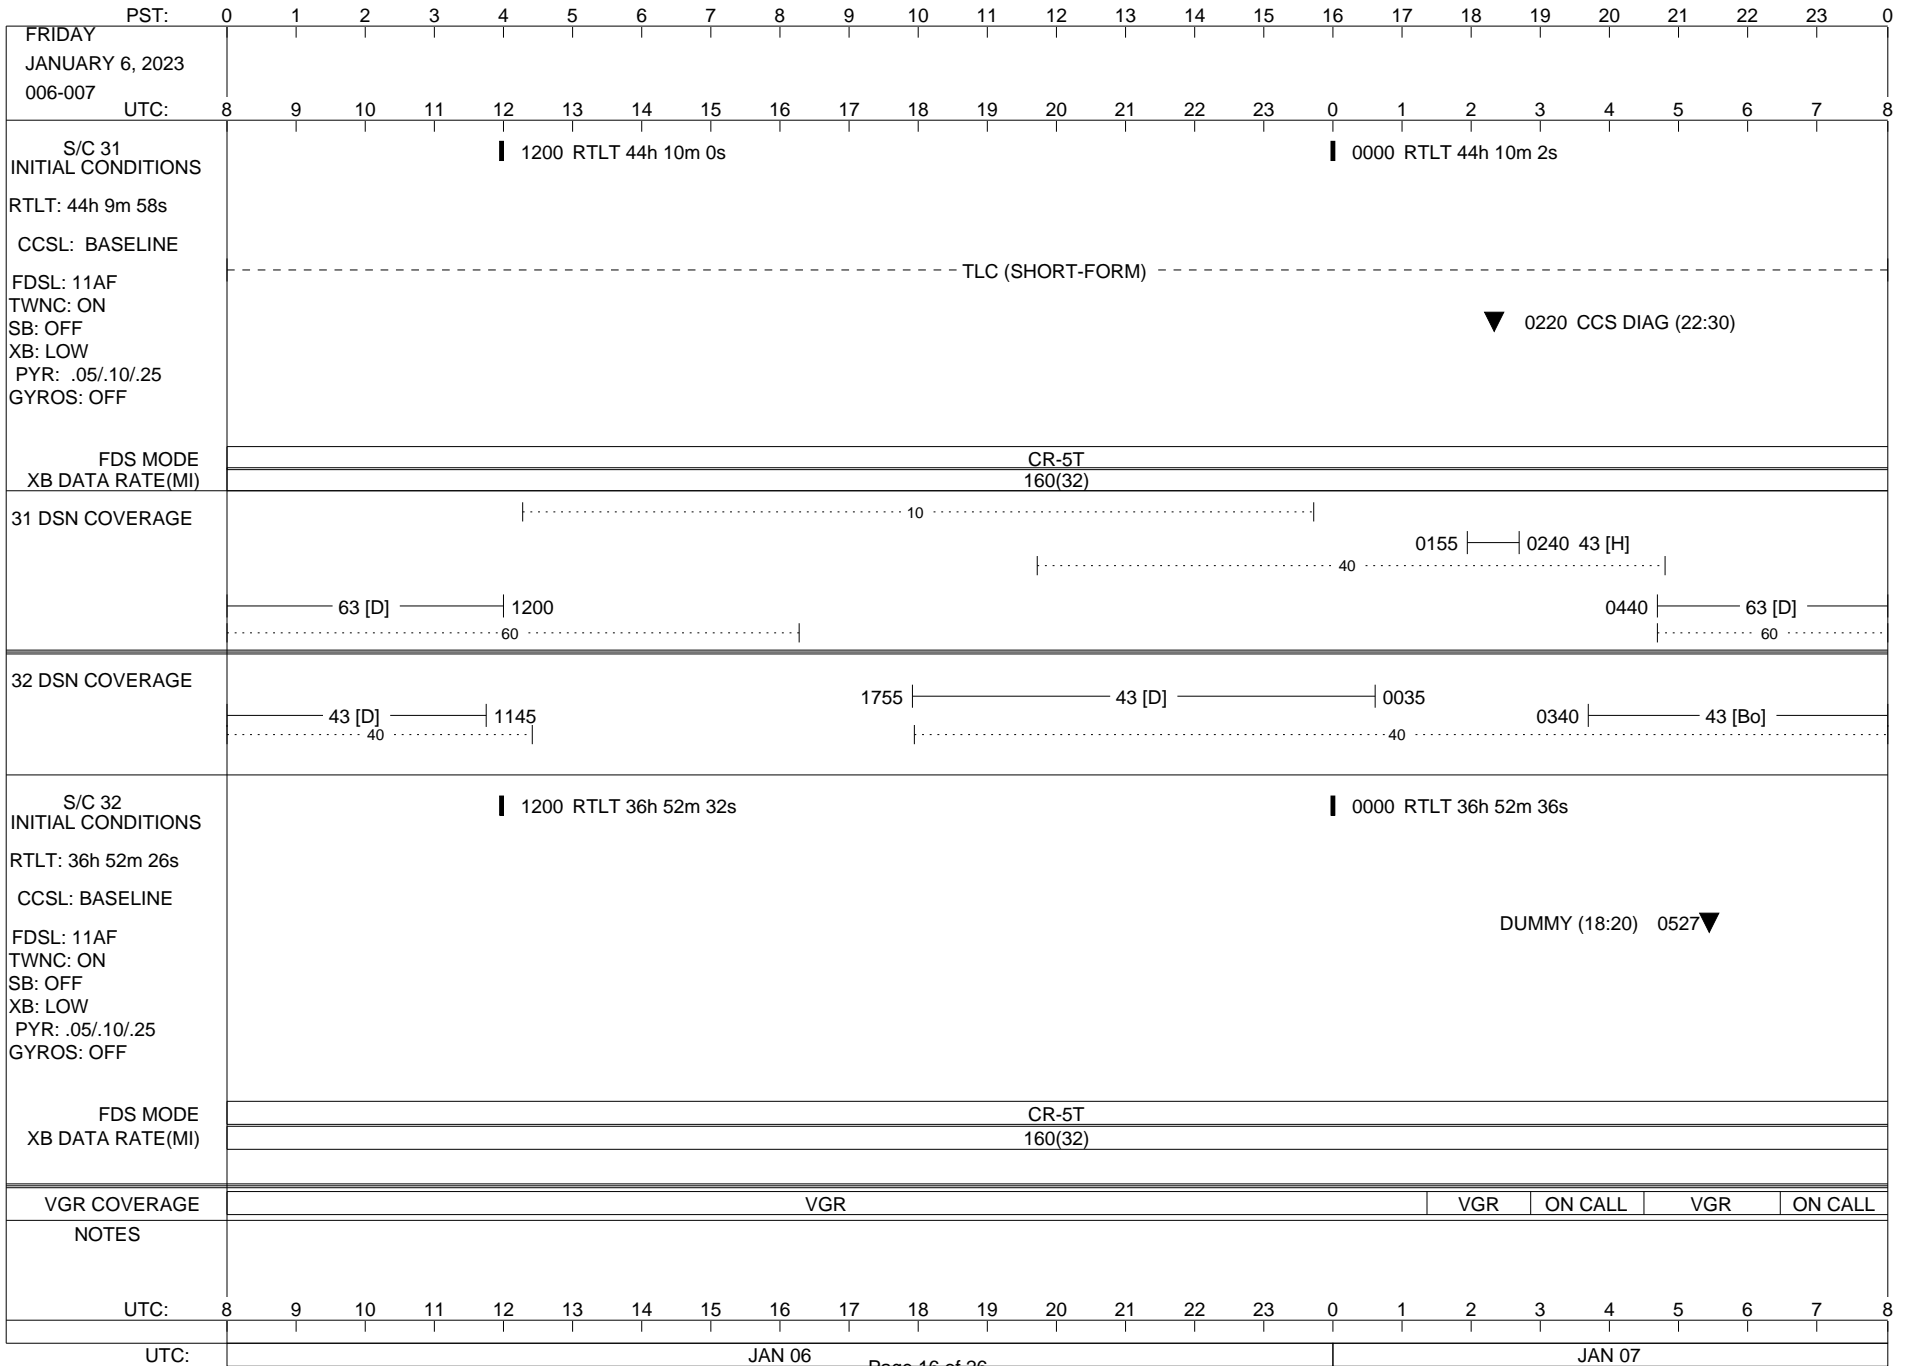 PST: 0 1 2 3 4 5 6 7 8 9 10 11 12 13 14 15 16 17 18 19 20 21 22 23 0
FRIDAY
JANUARY 6, 2023
006-007
UTC: 8 9 10 11 12 13 14 15 16 17 18 19 20 21 22 23 0 1 2 3 4 5 6 7 8
S/C 31
INITIAL CONDITIONS
1200 RTLT 44h 10m 0s
0000 RTLT 44h 10m 2s
RTLT: 44h 9m 58s
CCSL: BASELINE
TLC (SHORT-FORM)
FDSL: 11AF
TWNC: ON
SB: OFF
0220 CCS DIAG (22:30)
XB: LOW
PYR: .05/.10/.25
GYROS: OFF
FDS MODE CR-5T
XB DATA RATE(MI) 160(32)
31 DSN COVERAGE
10
0155 0240 43 [H]
40
63 [D] 1200 0440 63 [D]
60 60
32 DSN COVERAGE
1755 43 [D] 0035
43 [D] 1145 0340 43 [Bo]
40 40
S/C 32
INITIAL CONDITIONS
1200 RTLT 36h 52m 32s
0000 RTLT 36h 52m 36s
RTLT: 36h 52m 26s
CCSL: BASELINE
DUMMY (18:20) 0527
FDSL: 11AF
TWNC: ON
SB: OFF
XB: LOW
PYR: .05/.10/.25
GYROS: OFF
FDS MODE CR-5T
XB DATA RATE(MI) 160(32)
VGR COVERAGE VGR VGR ON CALL VGR ON CALL
NOTES
UTC: 8 9 10 11 12 13 14 15 16 17 18 19 20 21 22 23 0 1 2 3 4 5 6 7 8
UTC: JAN 06 JAN 07
Page 16 of 26